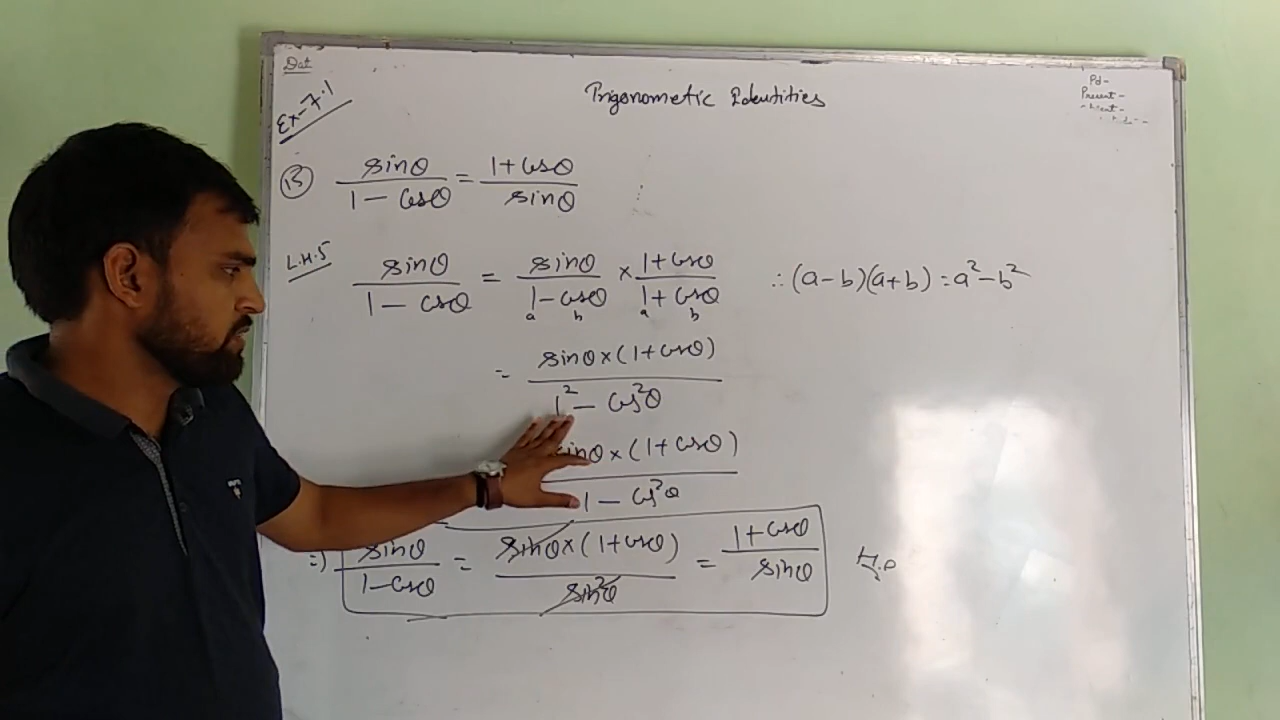 Dat
Trigonometic Identities
Pd-
Present-
Ex-7.1
(13) sinθ/(1 - cosθ) = (1 + cosθ)/sinθ
L.H.S
sinθ/(1 - cosθ) = sinθ/(1 - cosθ) × (1 + cosθ)/(1 + cosθ) ∴ (a-b)(a+b) = a² - b²
a b a b
= sinθ×(1 + cosθ)/(1² - cos²θ)
sinθ×(1 + cosθ)/(1 - cos²θ)
=) sinθ/(1 - cosθ) = sinθ×(1 + cosθ)/sin²θ = (1 + cosθ)/sinθ H.P